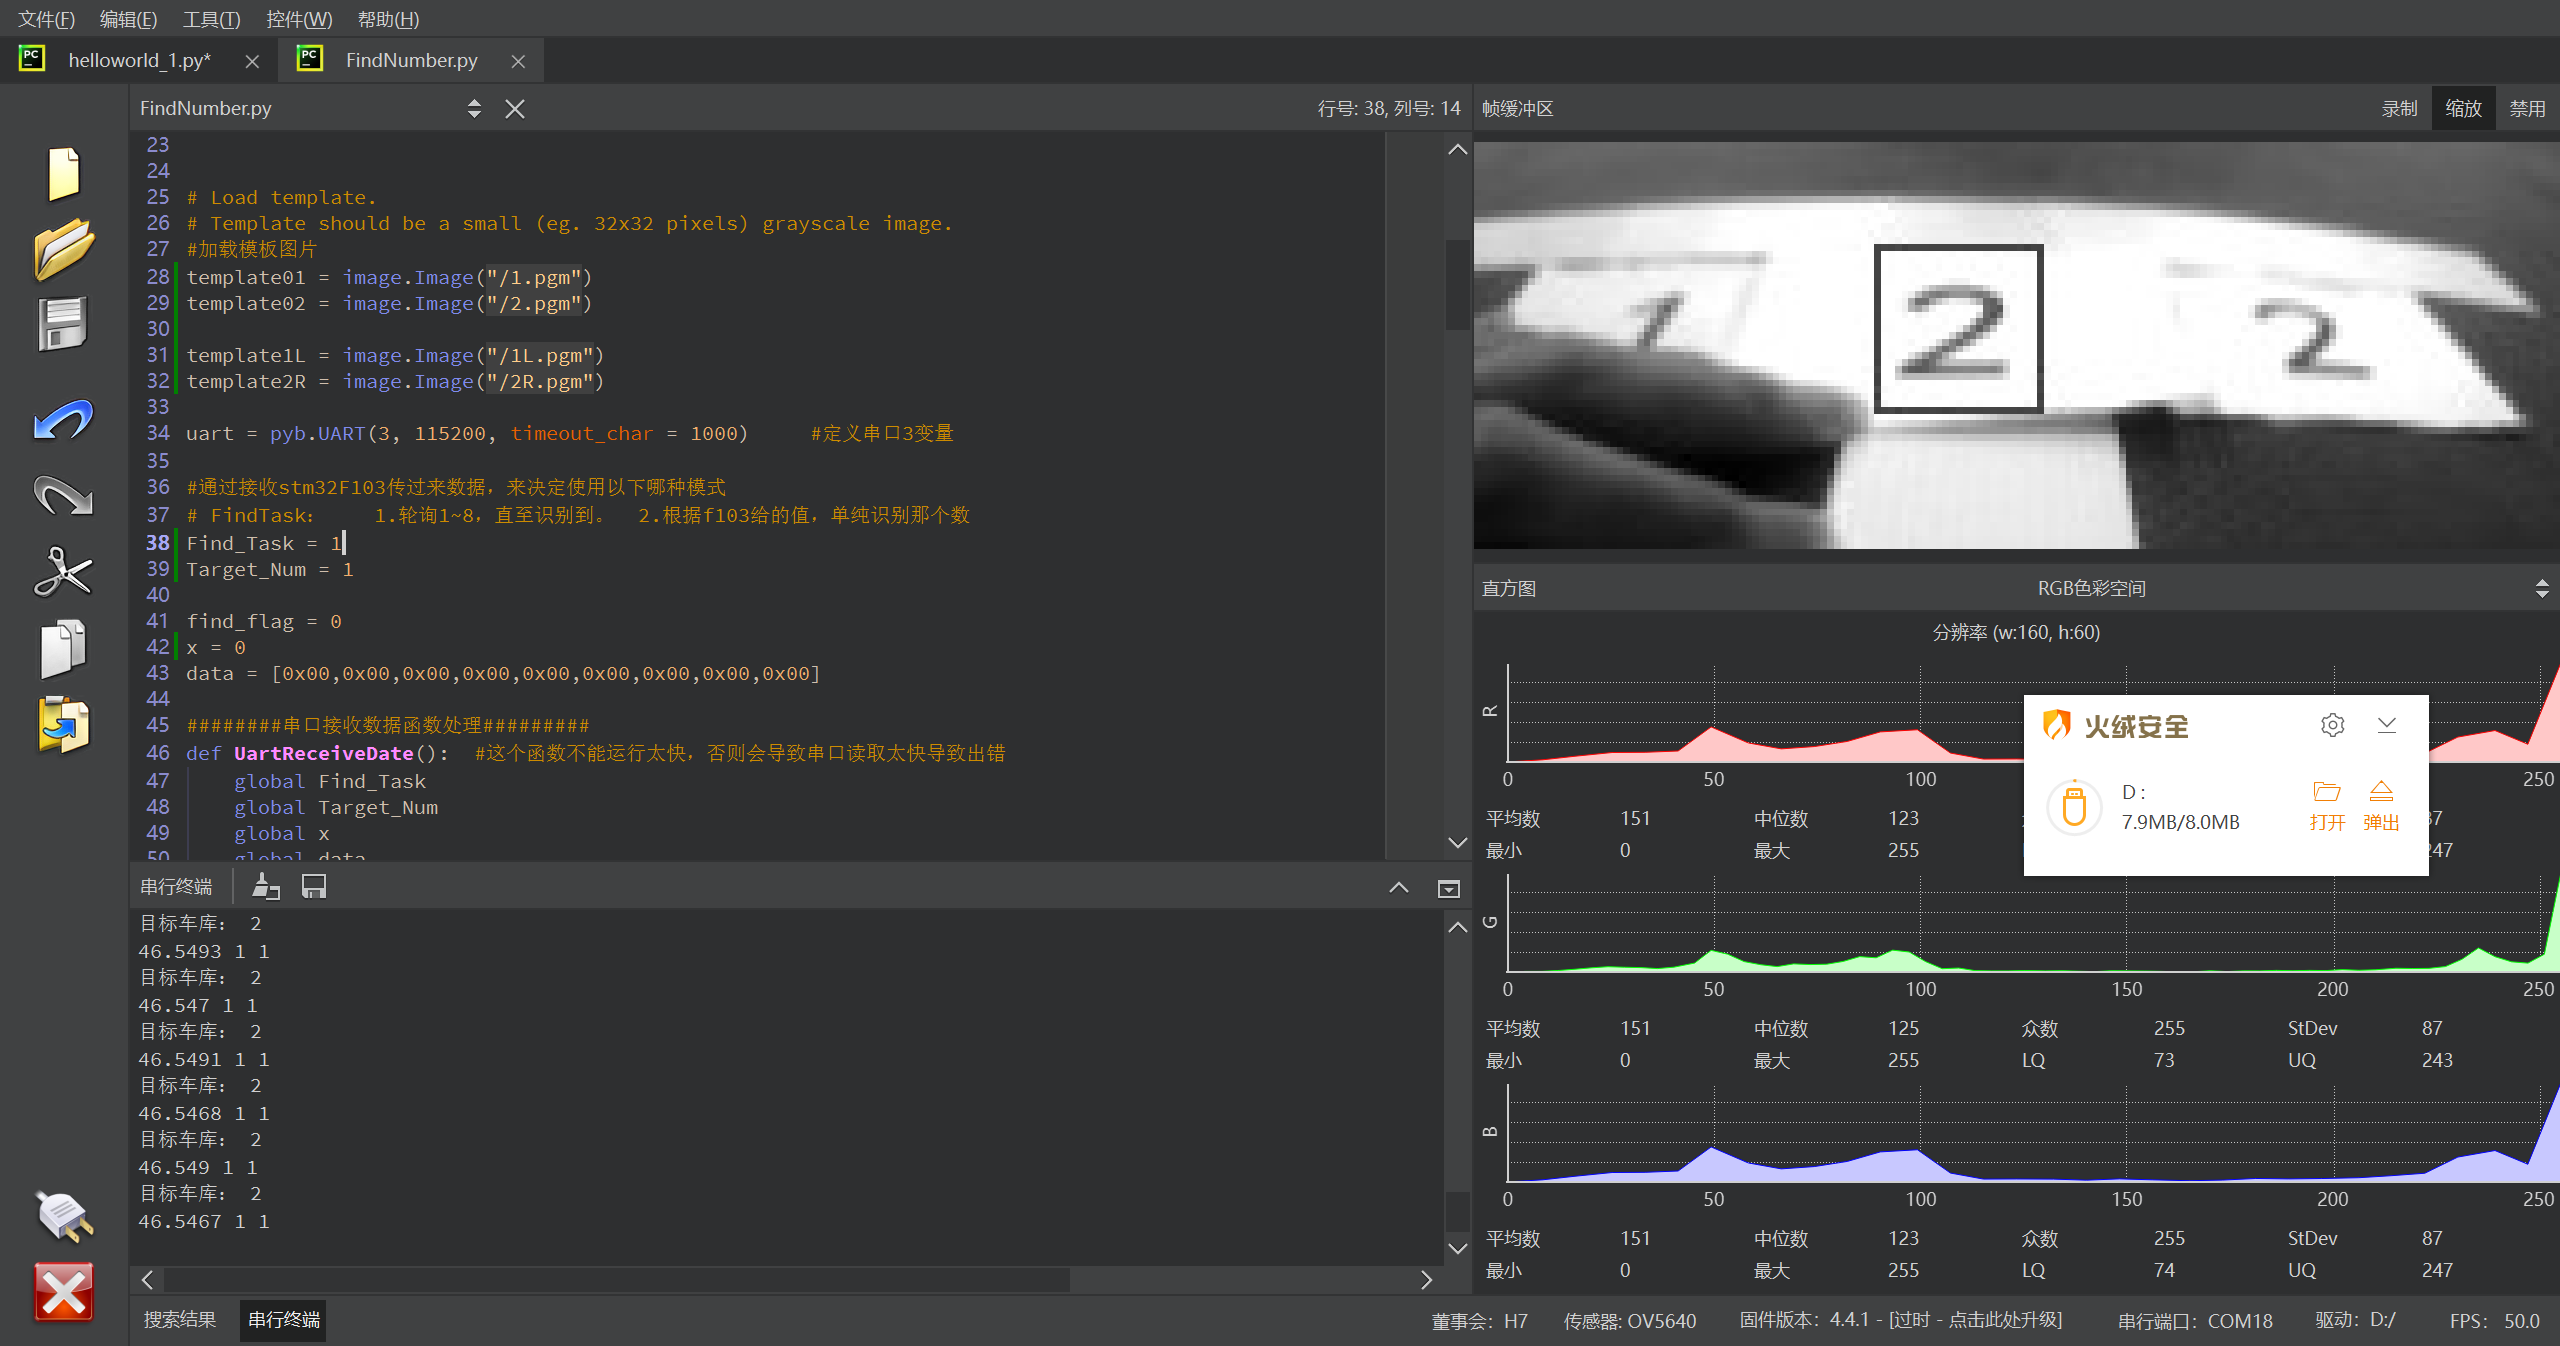 文件(F) 编辑(E) 工具(T) 控件(W) 帮助(H)
PC helloworld_1.py* PC FindNumber.py
FindNumber.py 行号: 38, 列号: 14
23
24
25 # Load template.
26 # Template should be a small (eg. 32x32 pixels) grayscale image.
27 #加载模板图片
28 template01 = image.Image("/1.pgm")
29 template02 = image.Image("/2.pgm")
30
31 template1L = image.Image("/1L.pgm")
32 template2R = image.Image("/2R.pgm")
33
34 uart = pyb.UART(3, 115200, timeout_char = 1000) #定义串口3变量
35
36 #通过接收stm32F103传过来数据，来决定使用以下哪种模式
37 # FindTask： 1.轮询1~8，直至识别到。 2.根据f103给的值，单纯识别那个数
38 Find_Task = 1
39 Target_Num = 1
40
41 find_flag = 0
42 x = 0
43 data = [0x00,0x00,0x00,0x00,0x00,0x00,0x00,0x00,0x00]
44
45 ########串口接收数据函数处理#########
46 def UartReceiveDate(): #这个函数不能运行太快，否则会导致串口读取太快导致出错
47 global Find_Task
48 global Target_Num
49 global x
50 global data
串行终端
目标车库： 2
46.5493 1 1
目标车库： 2
46.547 1 1
目标车库： 2
46.5491 1 1
目标车库： 2
46.5468 1 1
目标车库： 2
46.549 1 1
目标车库： 2
46.5467 1 1
搜索结果 串行终端
帧缓冲区 录制 缩放 禁用
1 2 2
直方图 RGB色彩空间
分辨率 (w:160, h:60)
R
0 50 100 250
平均数 151 中位数 123 87
最小 0 最大 255 247
火绒安全
D :
7.9MB/8.0MB
打开 弹出
G
0 50 100 150 200 250
平均数 151 中位数 125 众数 255 StDev 87
最小 0 最大 255 LQ 73 UQ 243
B
0 50 100 150 200 250
平均数 151 中位数 123 众数 255 StDev 87
最小 0 最大 255 LQ 74 UQ 247
董事会：H7 传感器: OV5640 固件版本：4.4.1 - [过时 - 点击此处升级] 串行端口：COM18 驱动：D:/ FPS： 50.0